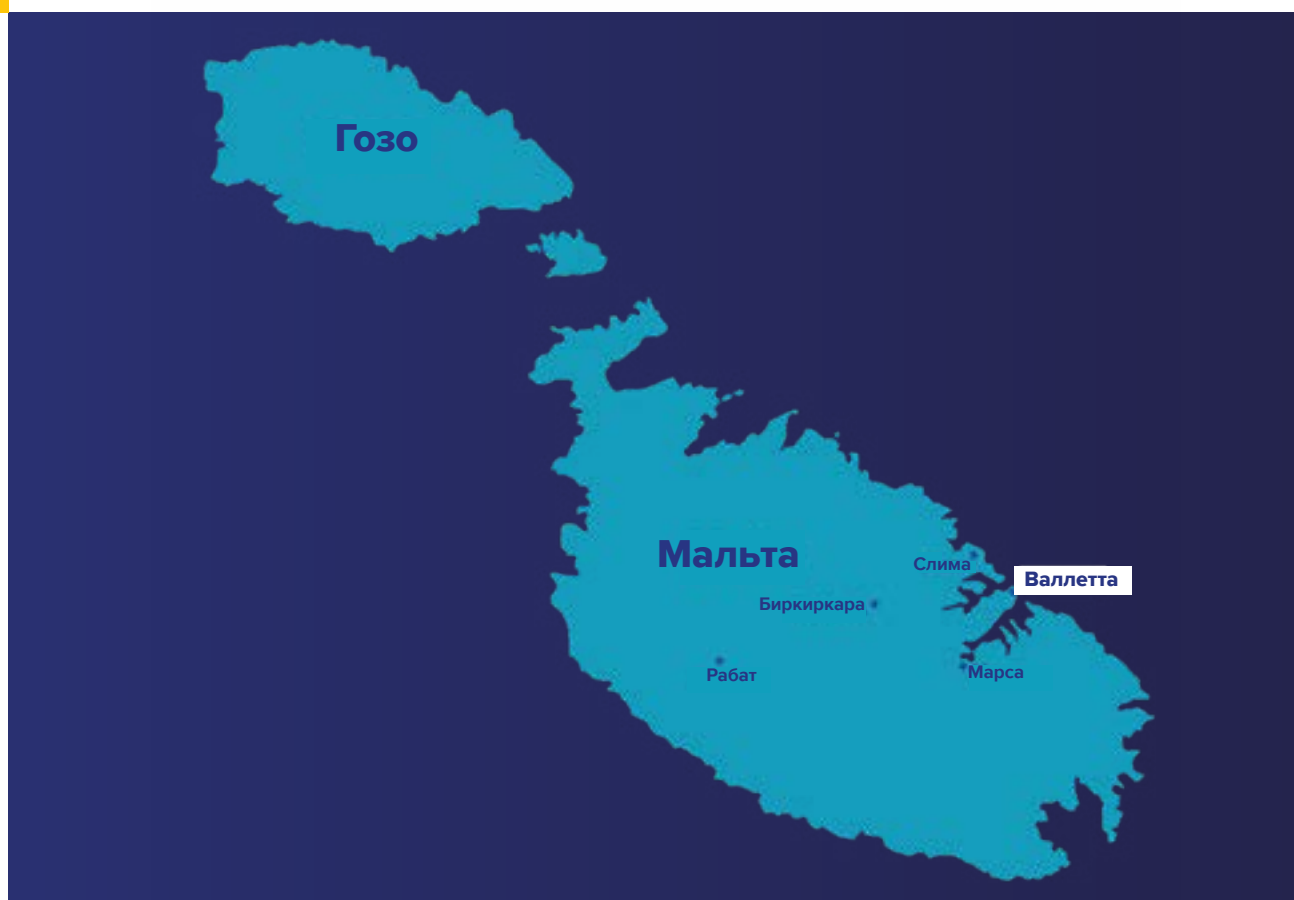 Гозо
Мальта
Слима
Валлетта
Биркиркара
Рабат
Марса